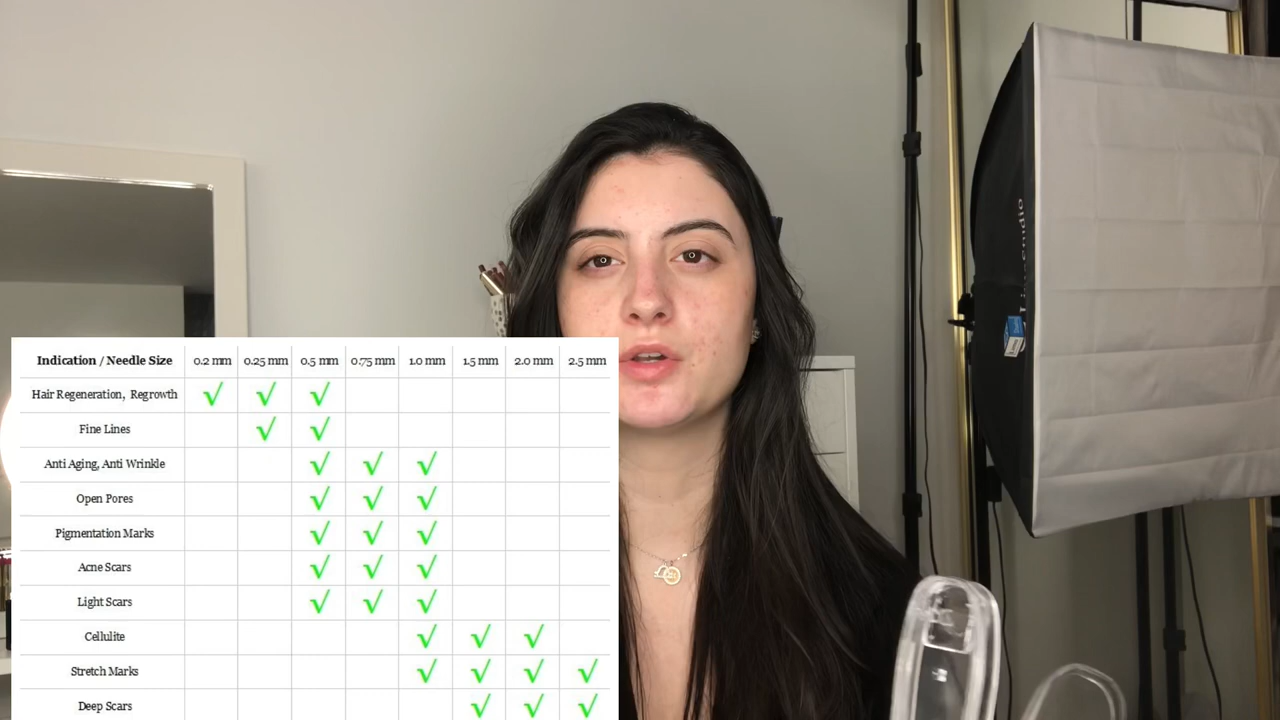 Indication / Needle Size 0.2 mm 0.25 mm 0.5 mm 0.75 mm 1.0 mm 1.5 mm 2.0 mm 2.5 mm
Hair Regeneration, Regrowth √ √ √
Fine Lines √ √
Anti Aging, Anti Wrinkle √ √ √
Open Pores √ √ √
Pigmentation Marks √ √ √
Acne Scars √ √ √
Light Scars √ √ √
Cellulite √ √ √
Stretch Marks √ √ √ √
Deep Scars √ √ √